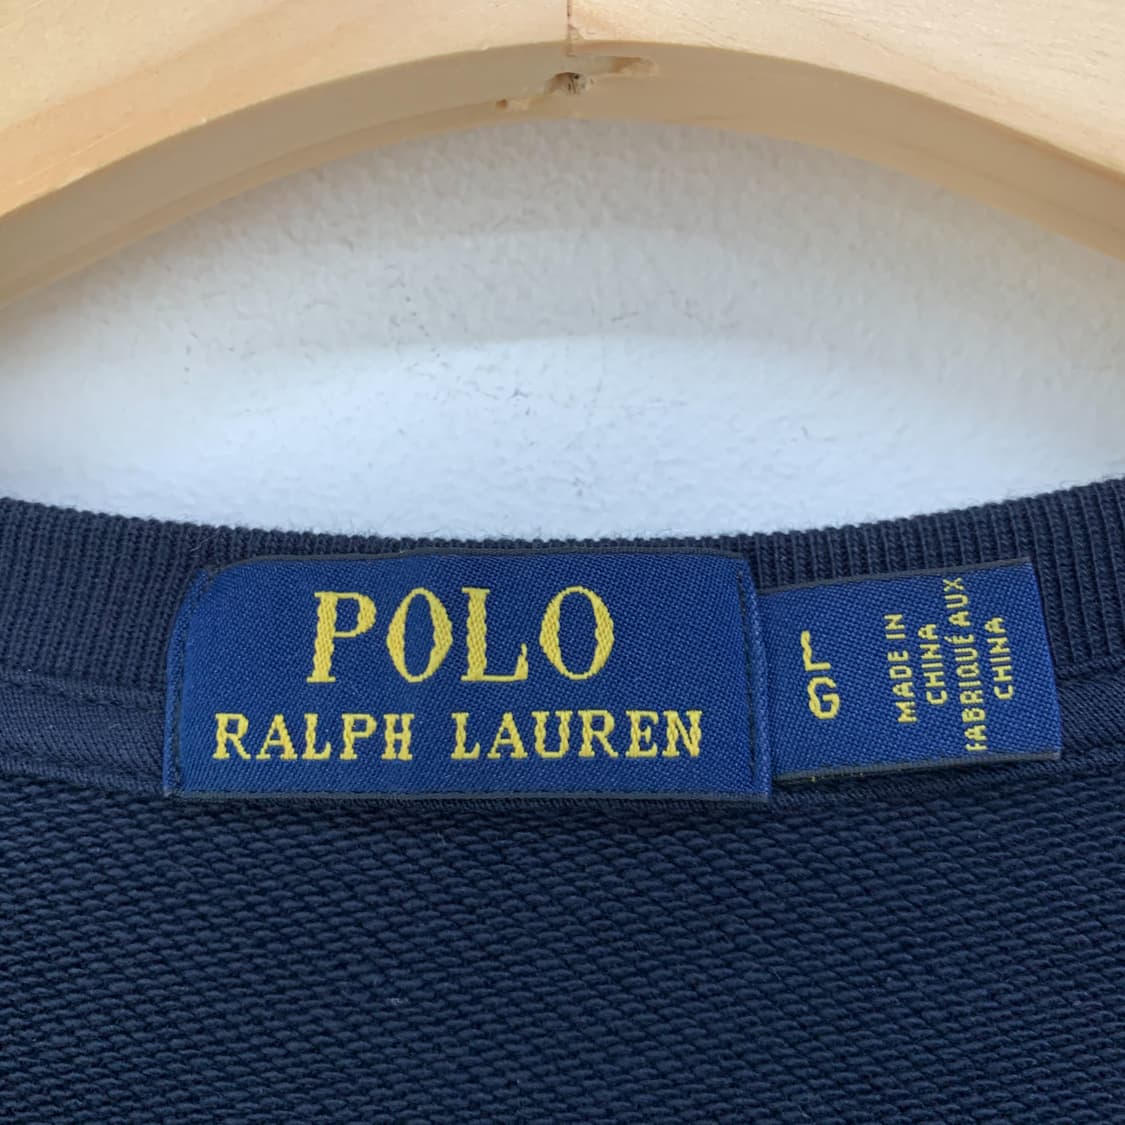 POLO
RALPH LAUREN
L
G
MADE IN
CHINA
FABRIQUÉ AUX
CHINA